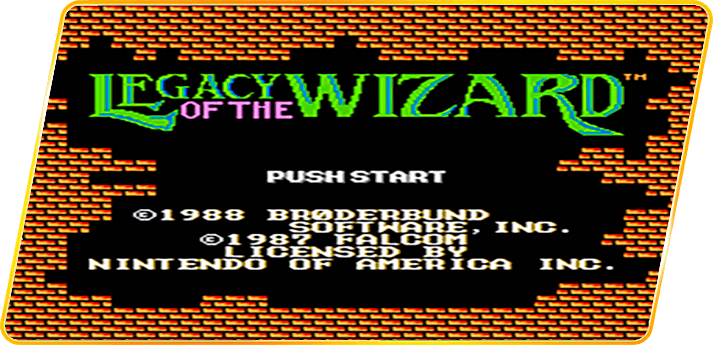 LEGACY
OF THE WIZARD™
PUSH START
©1988 BRØDERBUND
SOFTWARE, INC.
©1987 FALCOM
LICENSED BY
NINTENDO OF AMERICA INC.